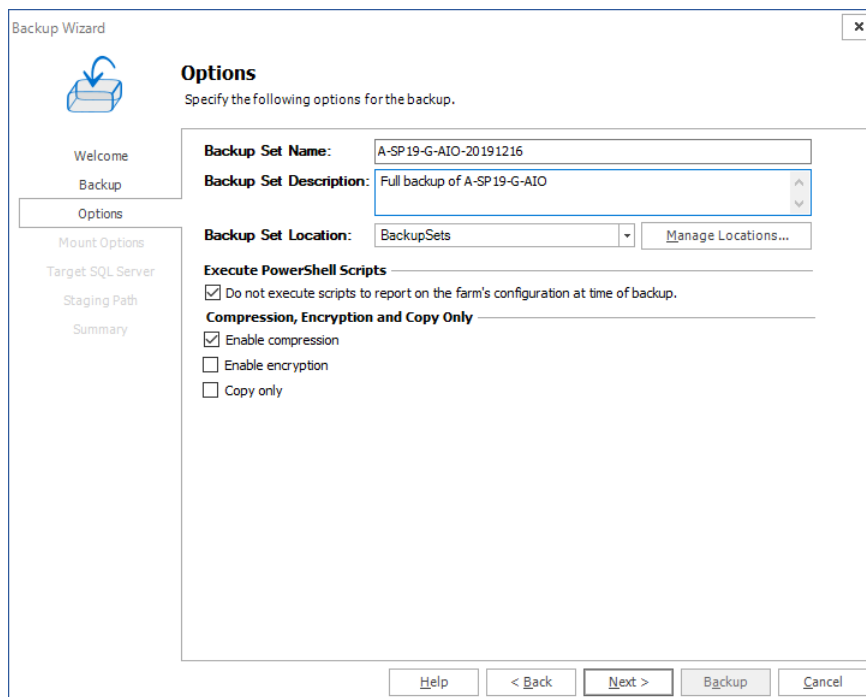 Backup Wizard
Options
Specify the following options for the backup.
Welcome
Backup
Options
Mount Options
Target SQL Server
Staging Path
Summary
Backup Set Name: A-SP19-G-AIO-20191216
Backup Set Description: Full backup of A-SP19-G-AIO
Backup Set Location: BackupSets Manage Locations...
Execute PowerShell Scripts
Do not execute scripts to report on the farm's configuration at time of backup.
Compression, Encryption and Copy Only
Enable compression
Enable encryption
Copy only
Help < Back Next > Backup Cancel